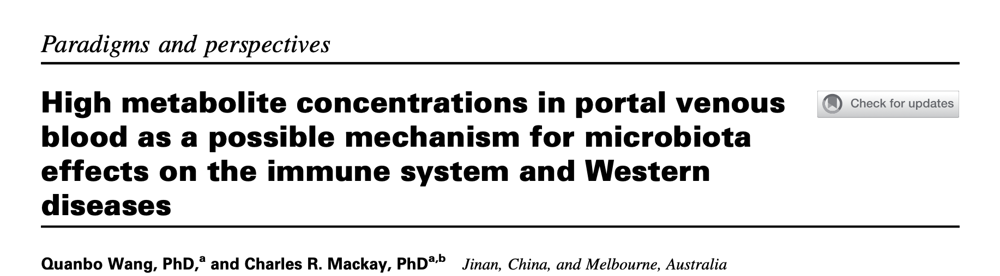 Paradigms and perspectives
High metabolite concentrations in portal venous
blood as a possible mechanism for microbiota
effects on the immune system and Western
diseases
Check for updates
Quanbo Wang, PhD,a and Charles R. Mackay, PhDa,b Jinan, China, and Melbourne, Australia